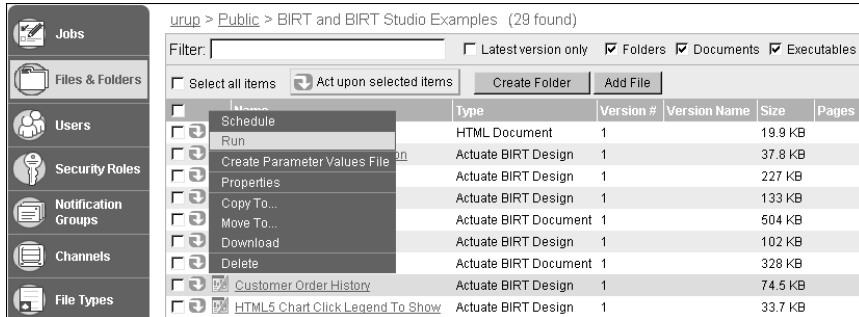 urup > Public > BIRT and BIRT Studio Examples (29 found)
Jobs
Filter: Latest version only Folders Documents Executables
Files & Folders
Select all items Act upon selected items Create Folder Add File
Name Type Version # Version Name Size Pages
Users
Schedule
HTML Document 1 19.9 KB
Run
on Actuate BIRT Design 1 37.8 KB
Create Parameter Values File
Security Roles
Actuate BIRT Design 1 227 KB
Properties
Actuate BIRT Design 1 133 KB
Copy To...
Notification Groups
Actuate BIRT Document 1 504 KB
Move To...
Actuate BIRT Design 1 102 KB
Download
Channels
Actuate BIRT Document 1 328 KB
Delete
Customer Order History Actuate BIRT Design 1 74.5 KB
File Types
HTML5 Chart Click Legend To Show Actuate BIRT Design 1 33.7 KB